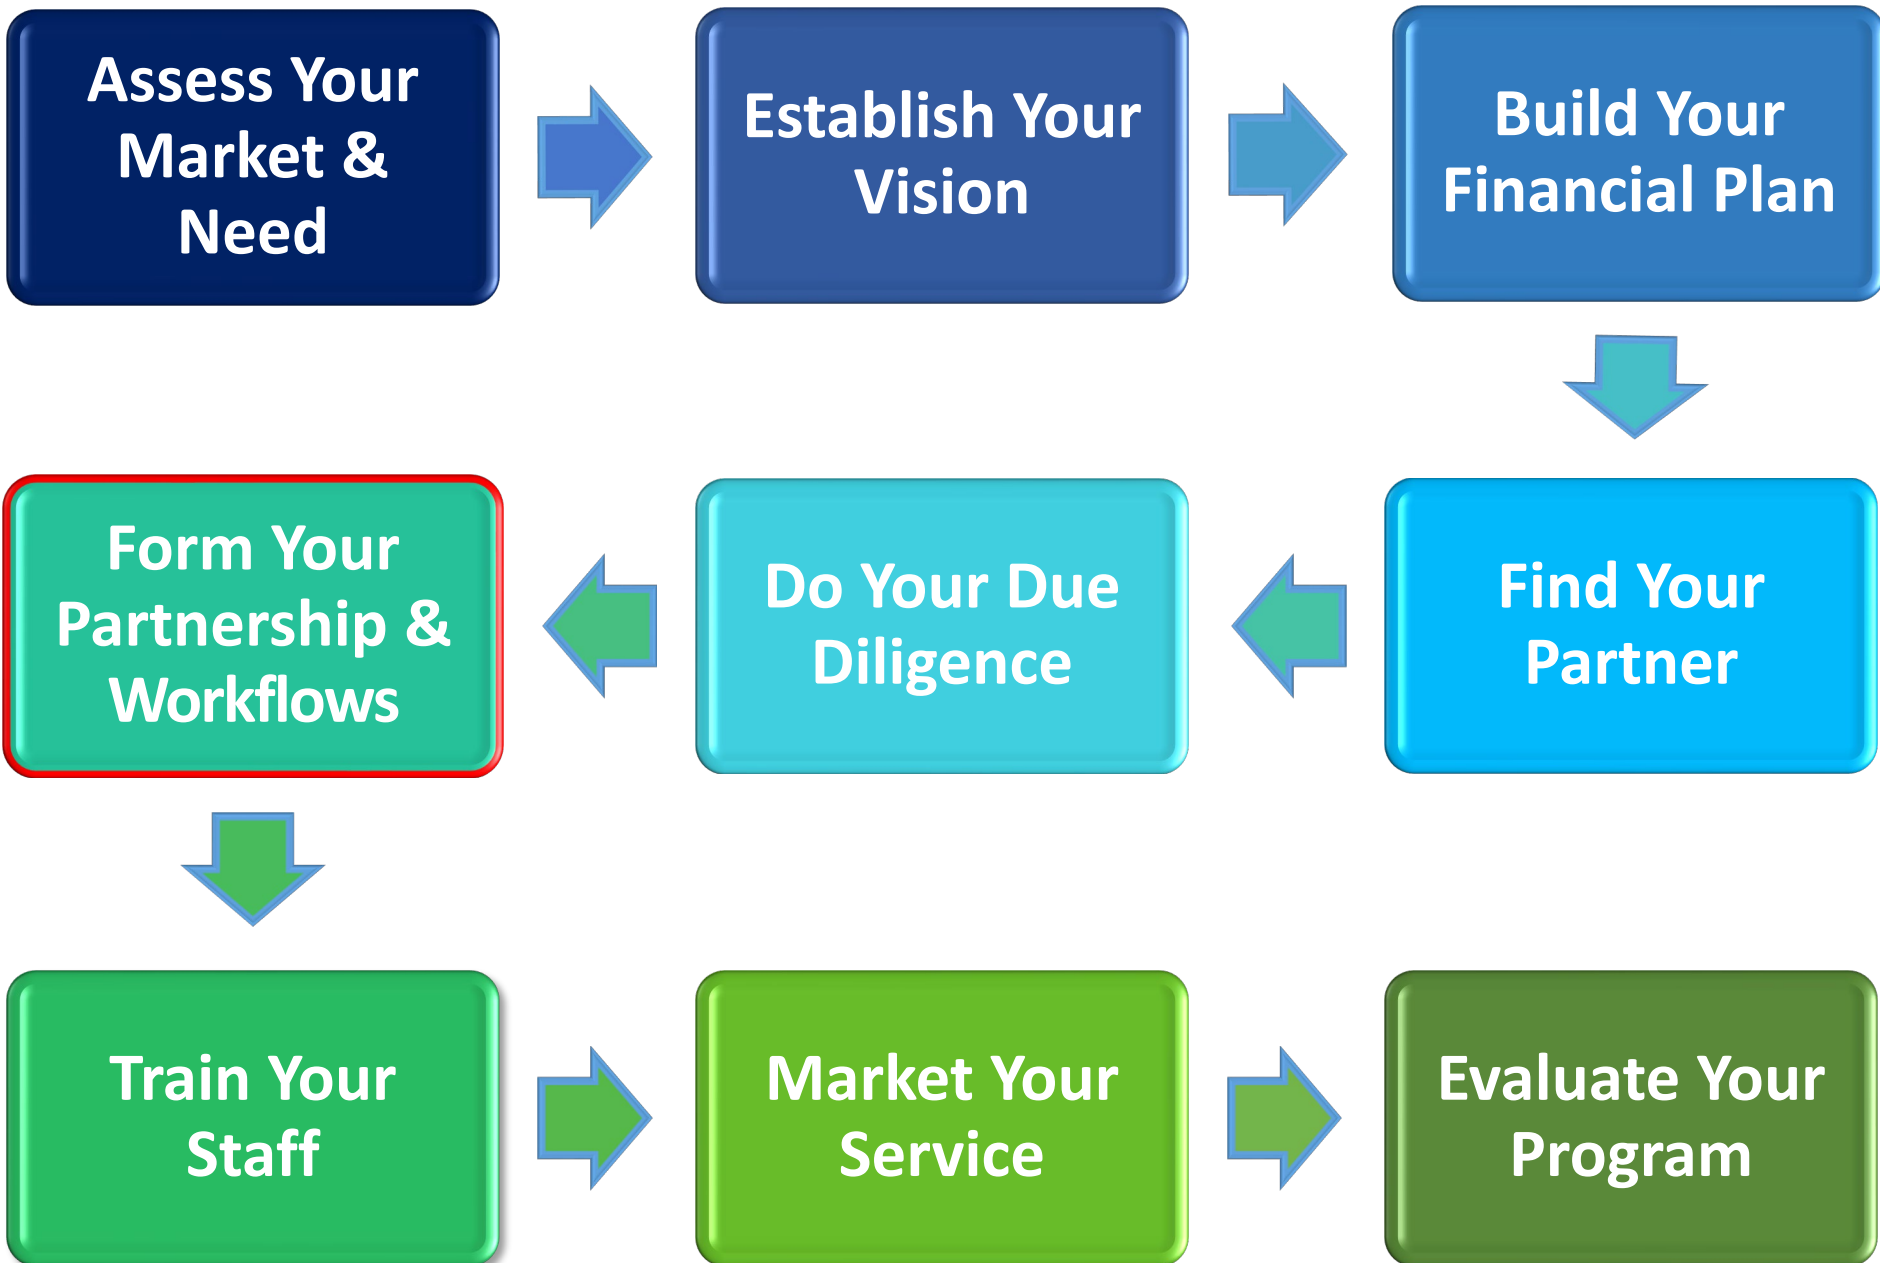 Assess Your
Market &
Need
Establish Your
Vision
Build Your
Financial Plan
Find Your
Partner
Do Your Due
Diligence
Form Your
Partnership &
Workflows
Train Your
Staff
Market Your
Service
Evaluate Your
Program